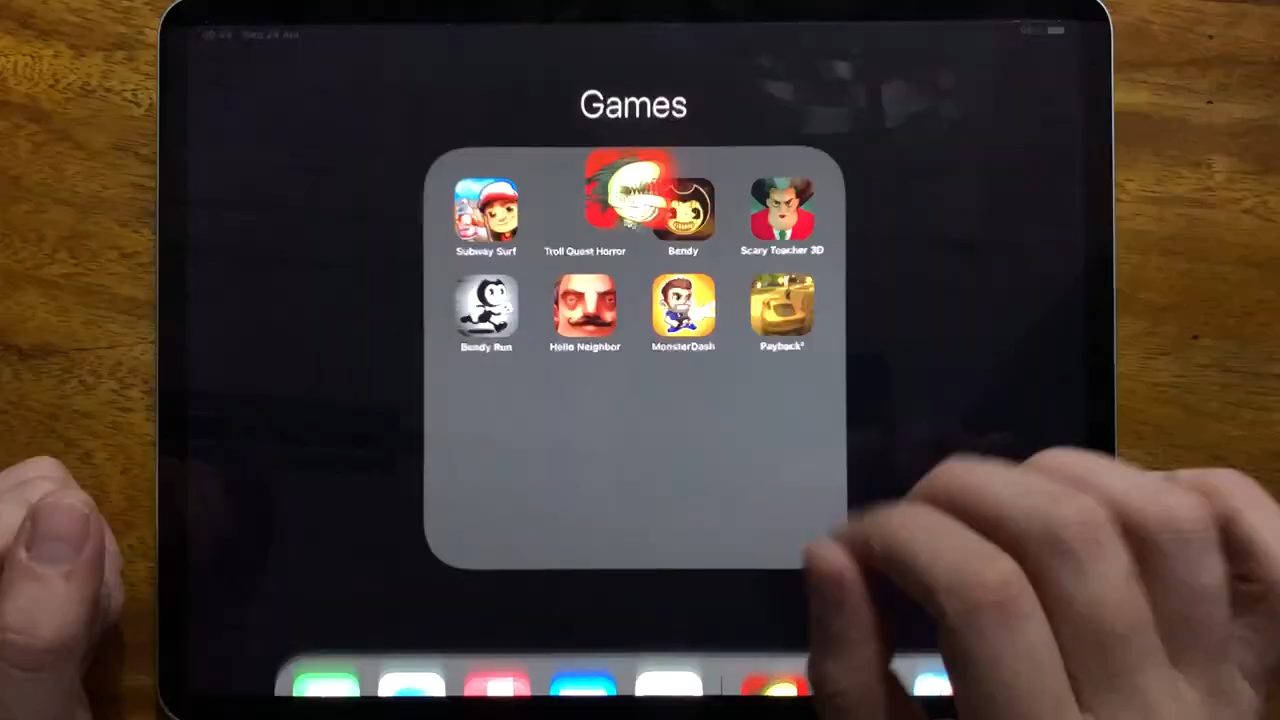 Games
Subway Surf
Troll Quest Horror
Bendy
Scary Teacher 3D
Bendy Run
Hello Neighbor
MonsterDash
Payback²